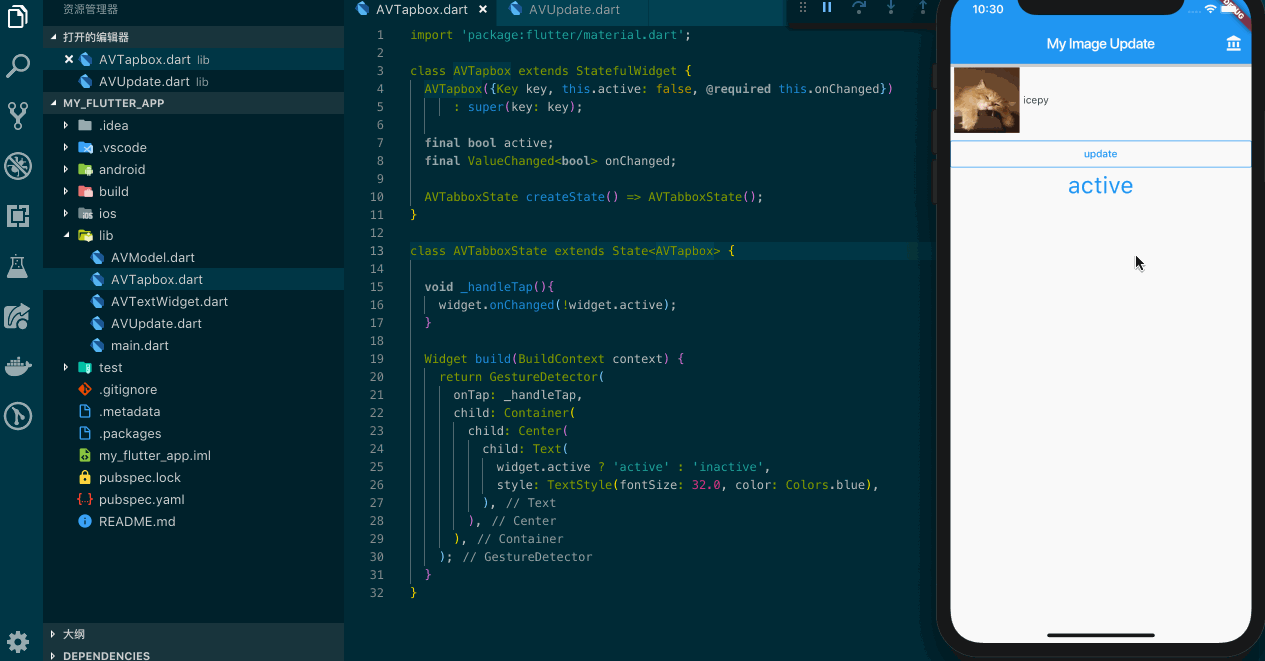 资源管理器
打开的编辑器
AVTapbox.dart lib
AVUpdate.dart lib
MY_FLUTTER_APP
.idea
.vscode
android
build
ios
lib
AVModel.dart
AVTapbox.dart
AVTextWidget.dart
AVUpdate.dart
main.dart
test
.gitignore
.metadata
.packages
my_flutter_app.iml
pubspec.lock
pubspec.yaml
README.md
大纲
DEPENDENCIES
AVTapbox.dart
AVUpdate.dart
1 import 'package:flutter/material.dart';
2
3 class AVTapbox extends StatefulWidget {
4 AVTapbox({Key key, this.active: false, @required this.onChanged})
5 : super(key: key);
6
7 final bool active;
8 final ValueChanged<bool> onChanged;
9
10 AVTabboxState createState() => AVTabboxState();
11 }
12
13 class AVTabboxState extends State<AVTapbox> {
14
15 void _handleTap(){
16 widget.onChanged(!widget.active);
17 }
18
19 Widget build(BuildContext context) {
20 return GestureDetector(
21 onTap: _handleTap,
22 child: Container(
23 child: Center(
24 child: Text(
25 widget.active ? 'active' : 'inactive',
26 style: TextStyle(fontSize: 32.0, color: Colors.blue),
27 ), // Text
28 ), // Center
29 ), // Container
30 ); // GestureDetector
31 }
32 }
10:30
DEBUG
My Image Update
icepy
update
active